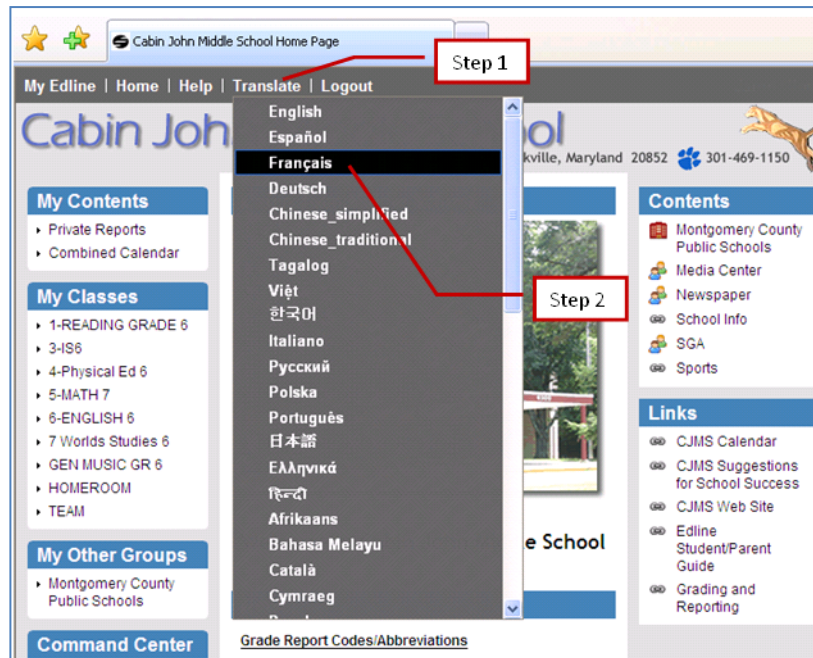 Cabin John Middle School Home Page
Step 1
My Edline | Home | Help | Translate | Logout
Cabin Joh
ol
kville, Maryland 20852 301-469-1150
English
Español
Français
Deutsch
Chinese_simplified
Chinese_traditional
Tagalog
Việt
한국어
Italiano
Русский
Polska
Português
日本語
Ελληνικά
हिन्दी
Afrikaans
Bahasa Melayu
Català
Cymraeg
Step 2
My Contents
Private Reports
Combined Calendar
My Classes
1-READING GRADE 6
3-IS6
4-Physical Ed 6
5-MATH 7
6-ENGLISH 6
7 Worlds Studies 6
GEN MUSIC GR 6
HOMEROOM
TEAM
My Other Groups
Montgomery County
Public Schools
Command Center
e School
Grade Report Codes/Abbreviations
Contents
Montgomery County
Public Schools
Media Center
Newspaper
School Info
SGA
Sports
Links
CJMS Calendar
CJMS Suggestions
for School Success
CJMS Web Site
Edline
Student/Parent
Guide
Grading and
Reporting